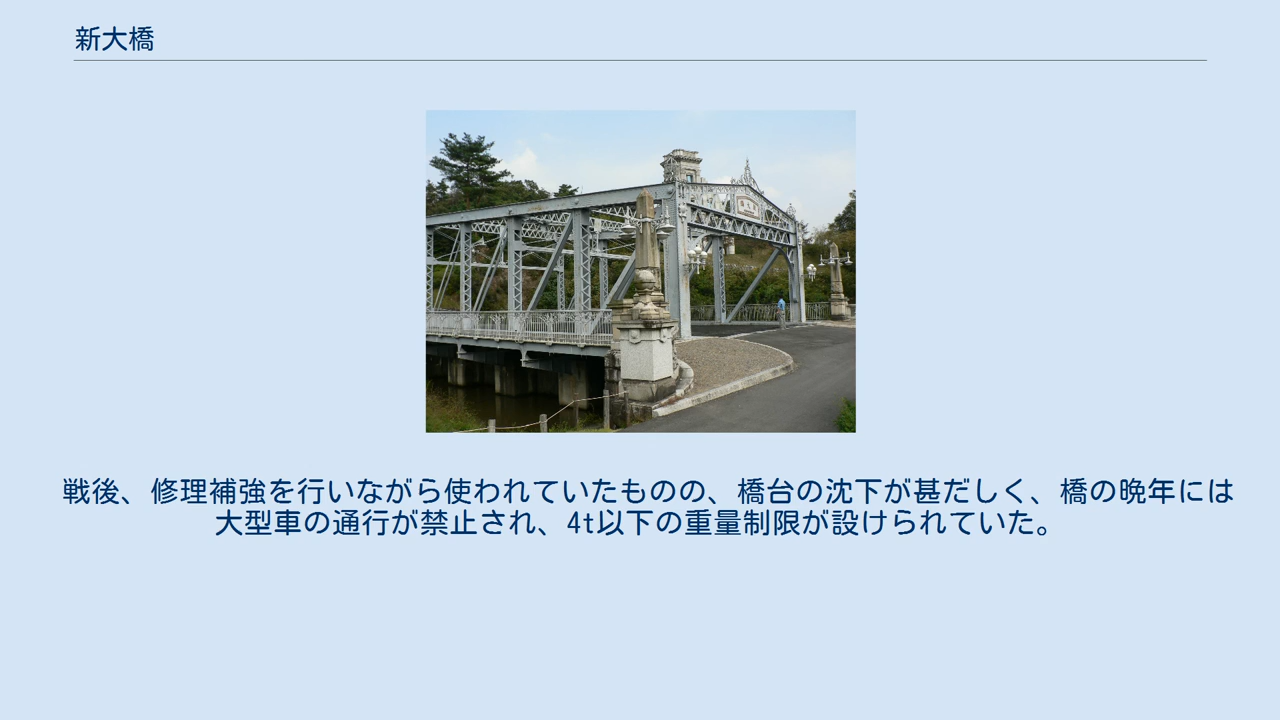 新大橋
戦後、修理補強を行いながら使われていたものの、橋台の沈下が甚だしく、橋の晩年には
大型車の通行が禁止され、4t以下の重量制限が設けられていた。